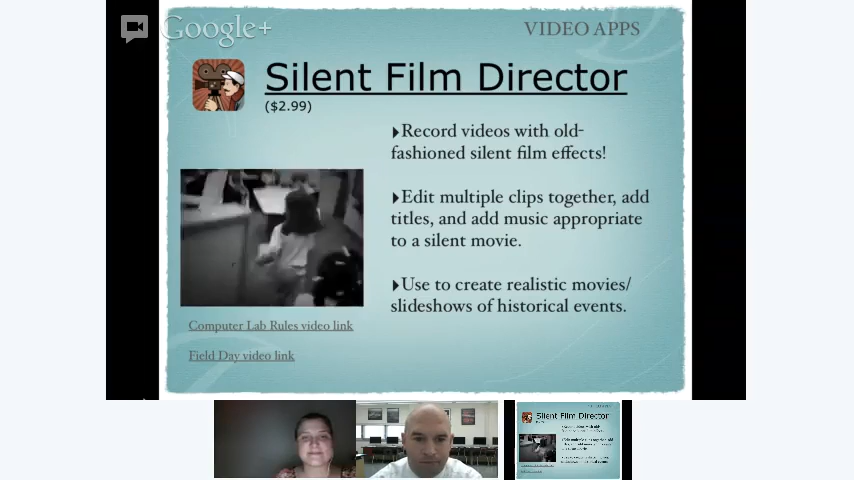 Google+
VIDEO APPS
Silent Film Director
($2.99)
Record videos with old-
fashioned silent film effects!
Edit multiple clips together, add
titles, and add music appropriate
to a silent movie.
Use to create realistic movies/
slideshows of historical events.
Computer Lab Rules video link
Field Day video link
Silent Film Director